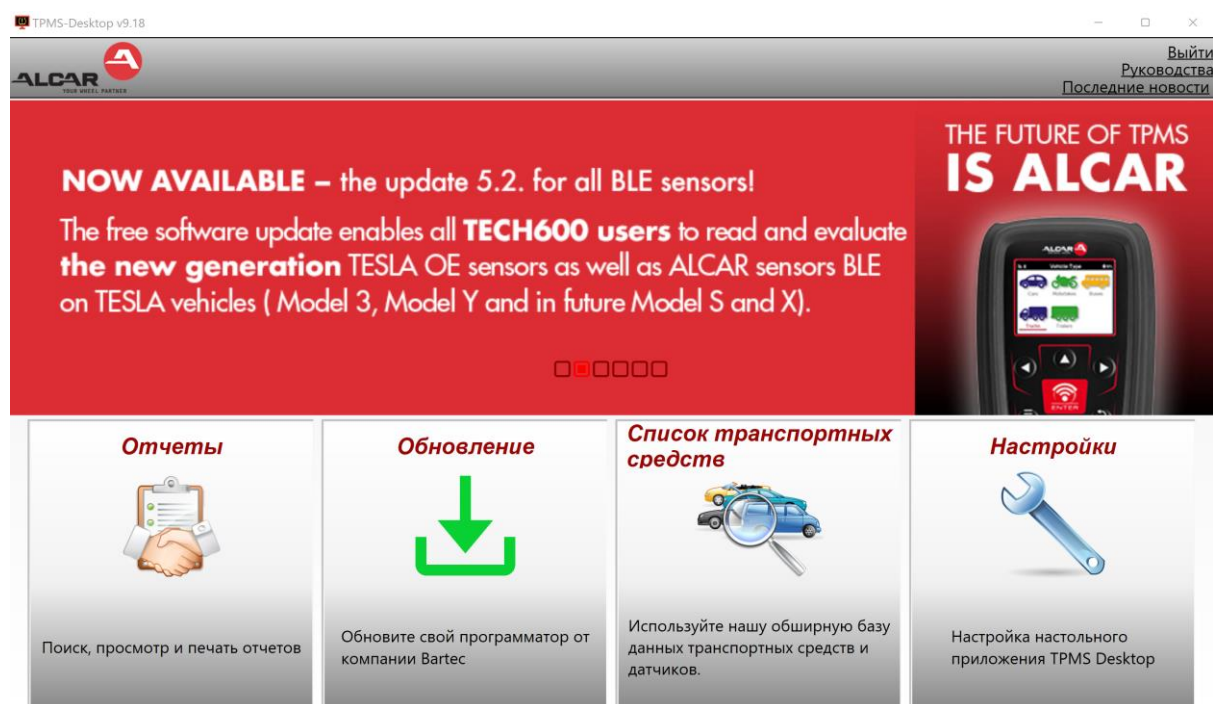 TPMS-Desktop v9.18
ALCAR
YOUR WHEEL PARTNER
Выйти
Руководства
Последние новости
NOW AVAILABLE – the update 5.2. for all BLE sensors!
The free software update enables all TECH600 users to read and evaluate
the new generation TESLA OE sensors as well as ALCAR sensors BLE
on TESLA vehicles ( Model 3, Model Y and in future Model S and X).
THE FUTURE OF TPMS
IS ALCAR
ALCAR
Vehicle Type
Cars
Motorbikes
Buses
Trucks
Trailers
ENTER
Отчеты
Поиск, просмотр и печать отчетов
Обновление
Обновите свой программатор от
компании Bartec
Список транспортных
средств
Используйте нашу обширную базу
данных транспортных средств и
датчиков.
Настройки
Настройка настольного
приложения TPMS Desktop